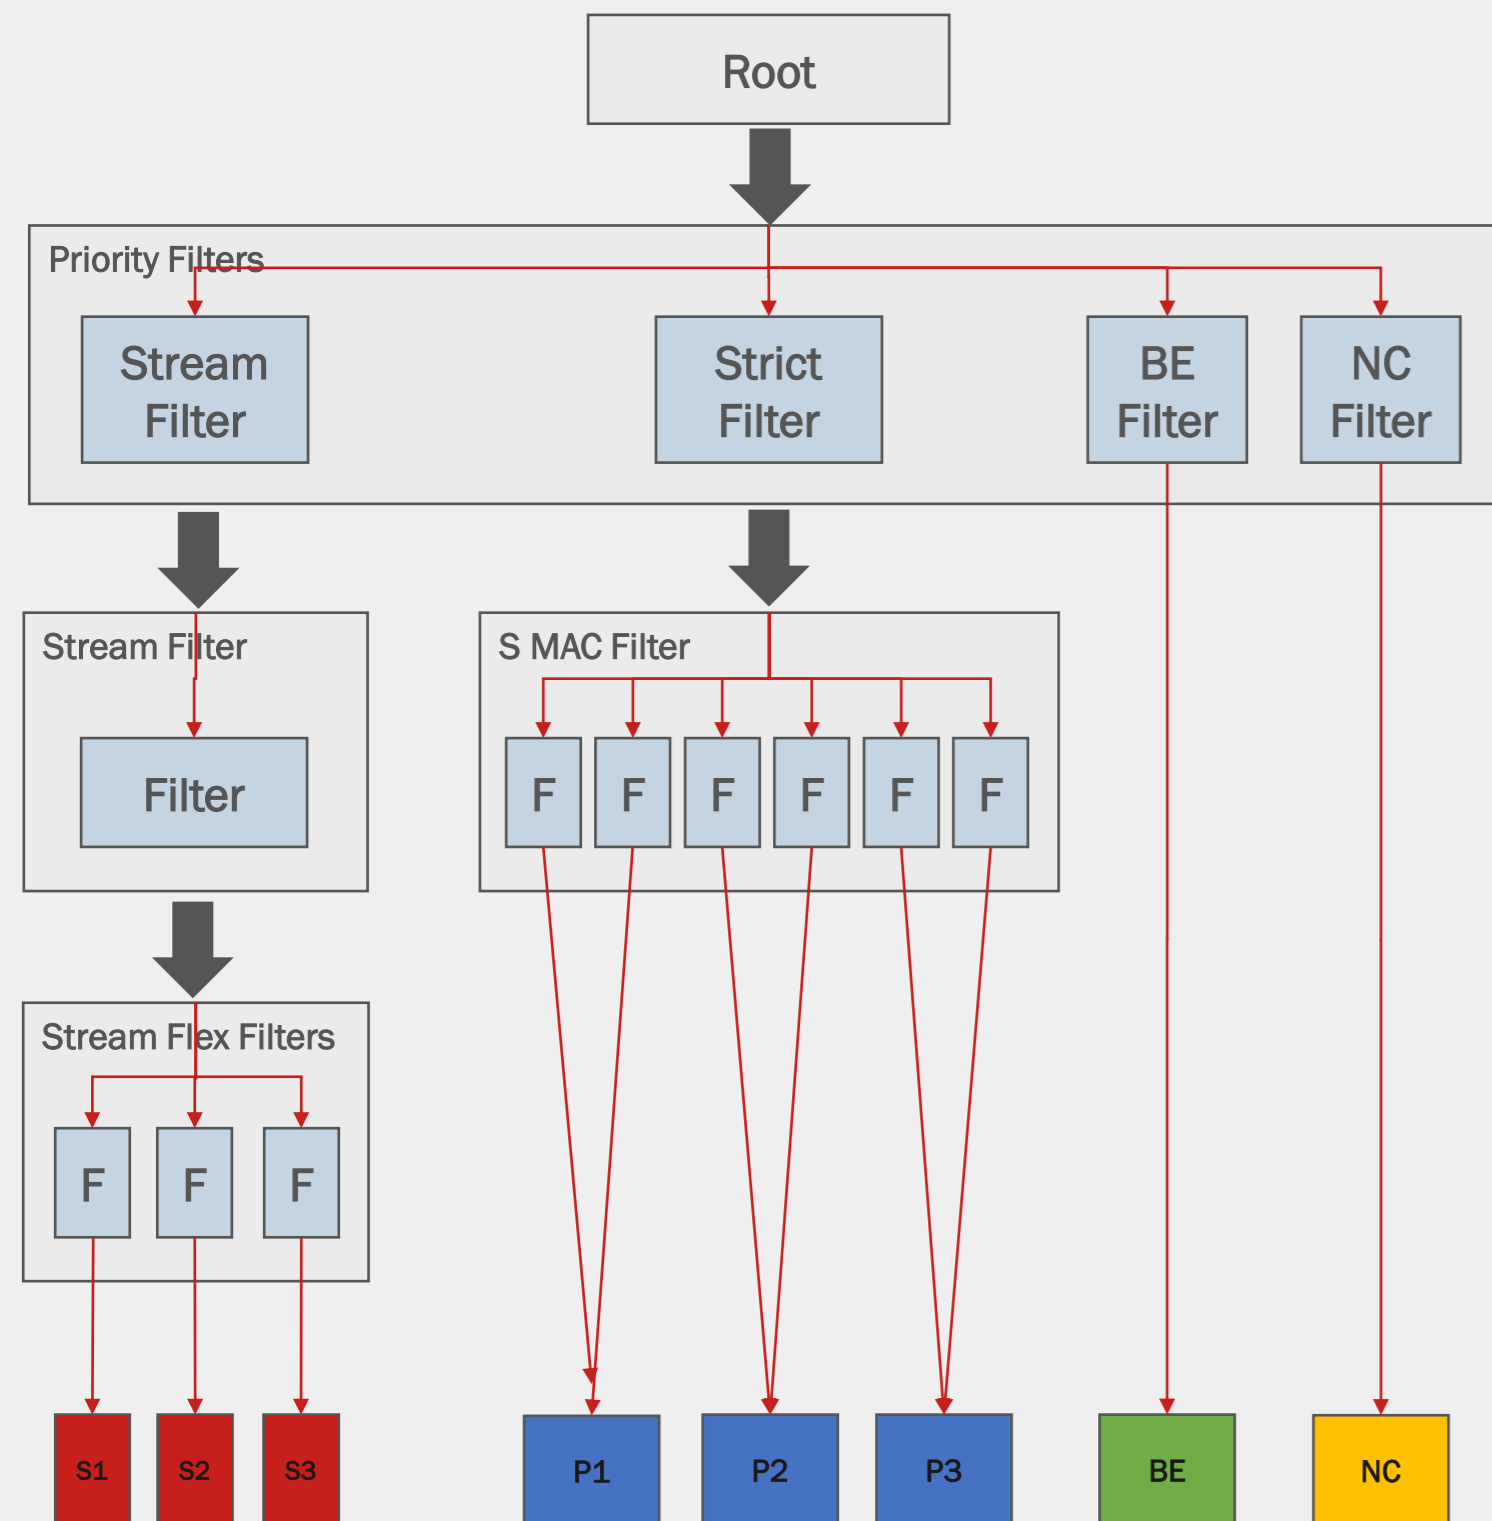 Root
Priority Filters
Stream
Filter
Strict
Filter
BE
Filter
NC
Filter
Stream Filter
S MAC Filter
Filter
F
F
F
F
F
F
Stream Flex Filters
F
F
F
S1
S2
S3
P1
P2
P3
BE
NC